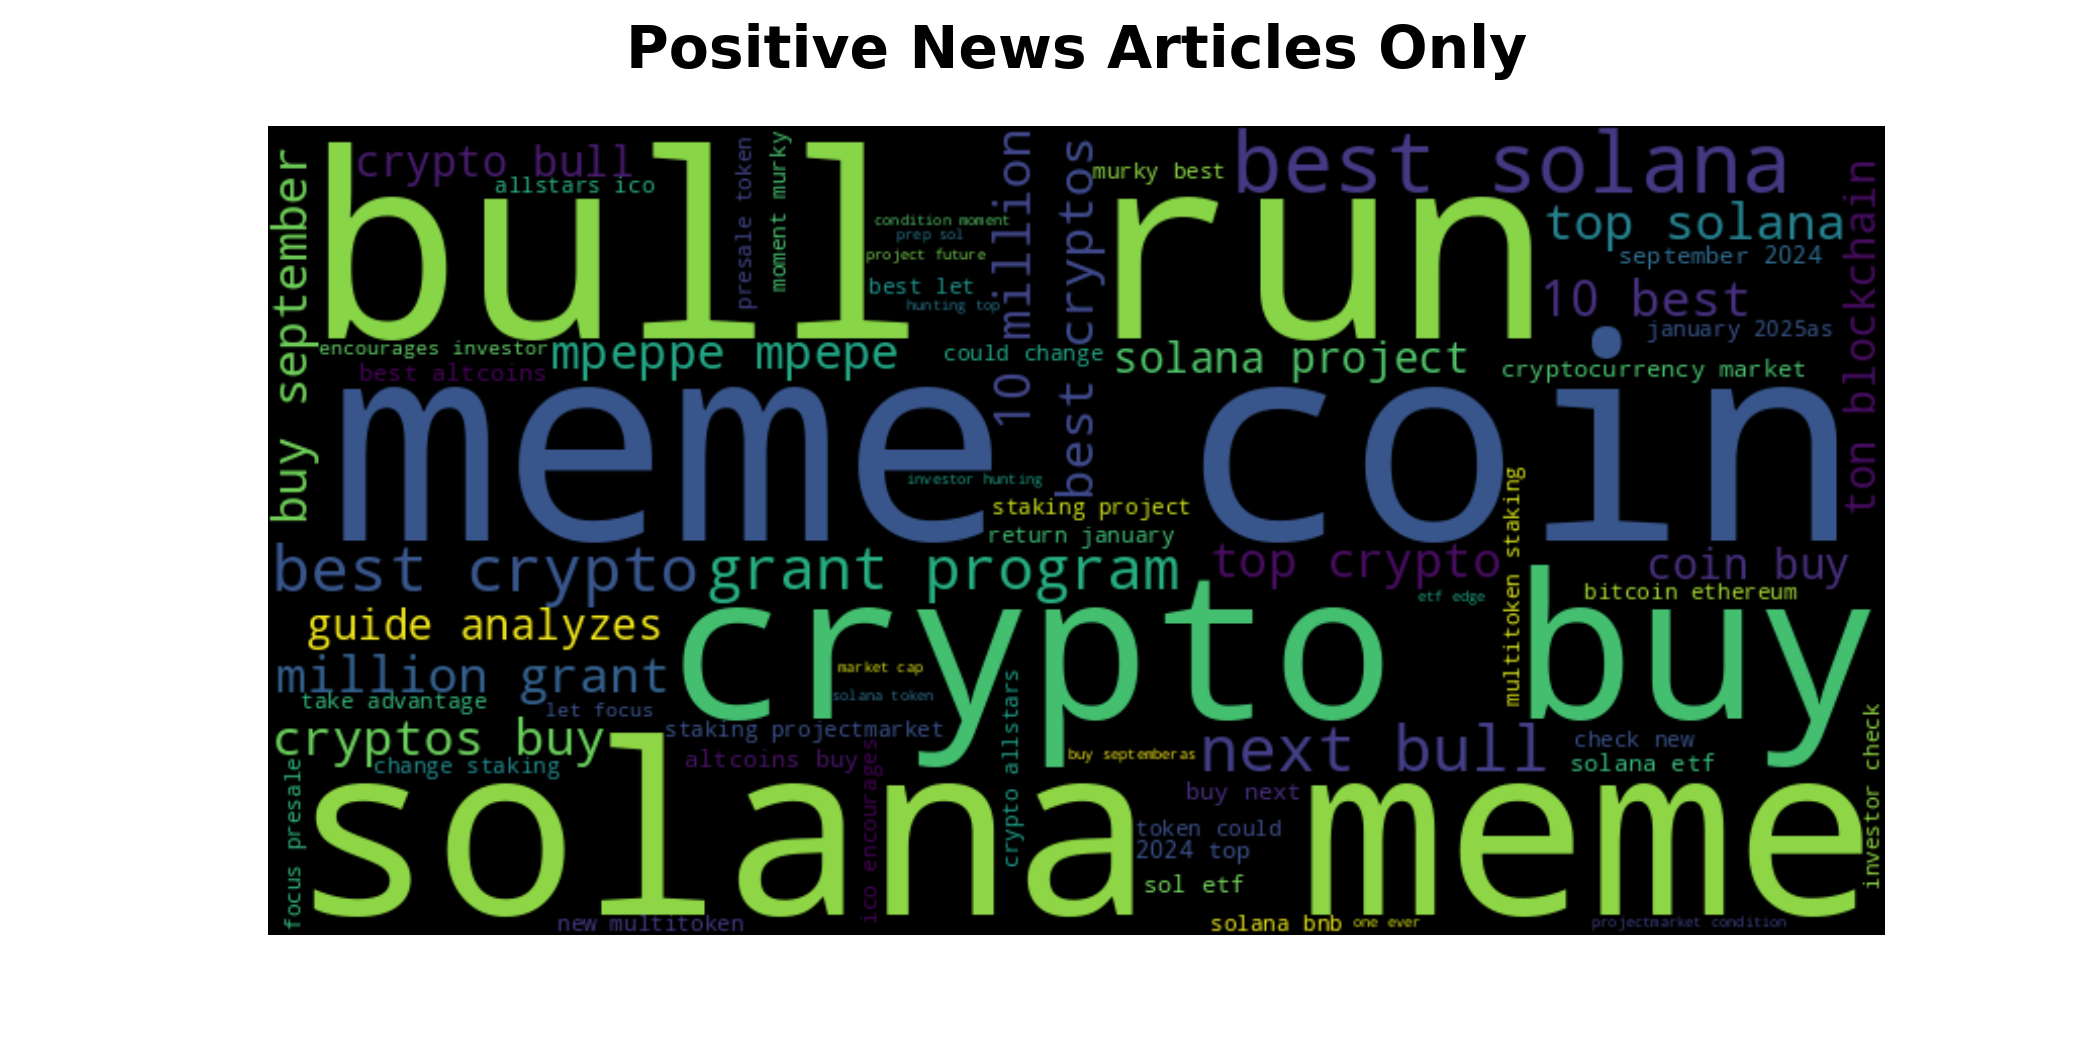 Positive News Articles Only
bull run
crypto bull
allstars ico
presale token
moment murky
condition moment
prep sol
project future
best let
hunting top
10 million
best cryptos
murky best
best solana
top solana
september 2024
10 best
january 2025as
cryptocurrency market
ton blockchain
buy september
encourages investor
best altcoins
mpeppe mpepe
could change
solana project
meme coin
investor hunting
staking project
return january
multitoken staking
best crypto
grant program
top crypto
etf edge
coin buy
bitcoin ethereum
guide analyzes
crypto buy
million grant
market cap
solana token
take advantage
let focus
staking projectmarket
cryptos buy
change staking
altcoins buy
crypto allstars
buy septemberas
next bull
check new
solana etf
investor check
focus presale
solana meme
ico encourages
buy next
token could
2024 top
sol etf
new multitoken
solana bnb
one ever
projectmarket condition